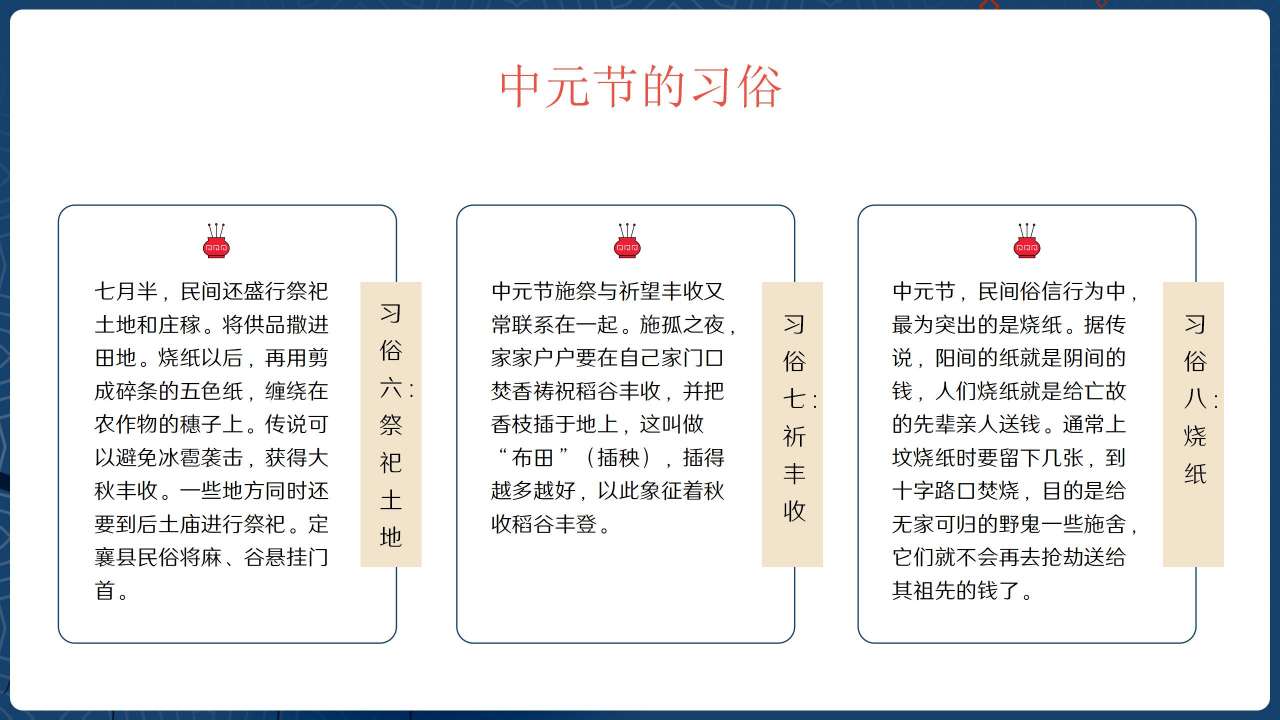 中元节的习俗
七月半，民间还盛行祭祀
土地和庄稼。将供品撒进
田地。烧纸以后，再用剪
成碎条的五色纸，缠绕在
农作物的穗子上。传说可
以避免冰雹袭击，获得大
秋丰收。一些地方同时还
要到后土庙进行祭祀。定
襄县民俗将麻、谷悬挂门
首。
习俗六：祭祀土地
中元节施祭与祈望丰收又
常联系在一起。施孤之夜，
家家户户要在自己家门口
焚香祷祝稻谷丰收，并把
香枝插于地上，这叫做
“布田”（插秧），插得
越多越好，以此象征着秋
收稻谷丰登。
习俗七：祈丰收
中元节，民间俗信行为中，
最为突出的是烧纸。据传
说，阳间的纸就是阴间的
钱，人们烧纸就是给亡故
的先辈亲人送钱。通常上
坟烧纸时要留下几张，到
十字路口焚烧，目的是给
无家可归的野鬼一些施舍，
它们就不会再去抢劫送给
其祖先的钱了。
习俗八：烧纸